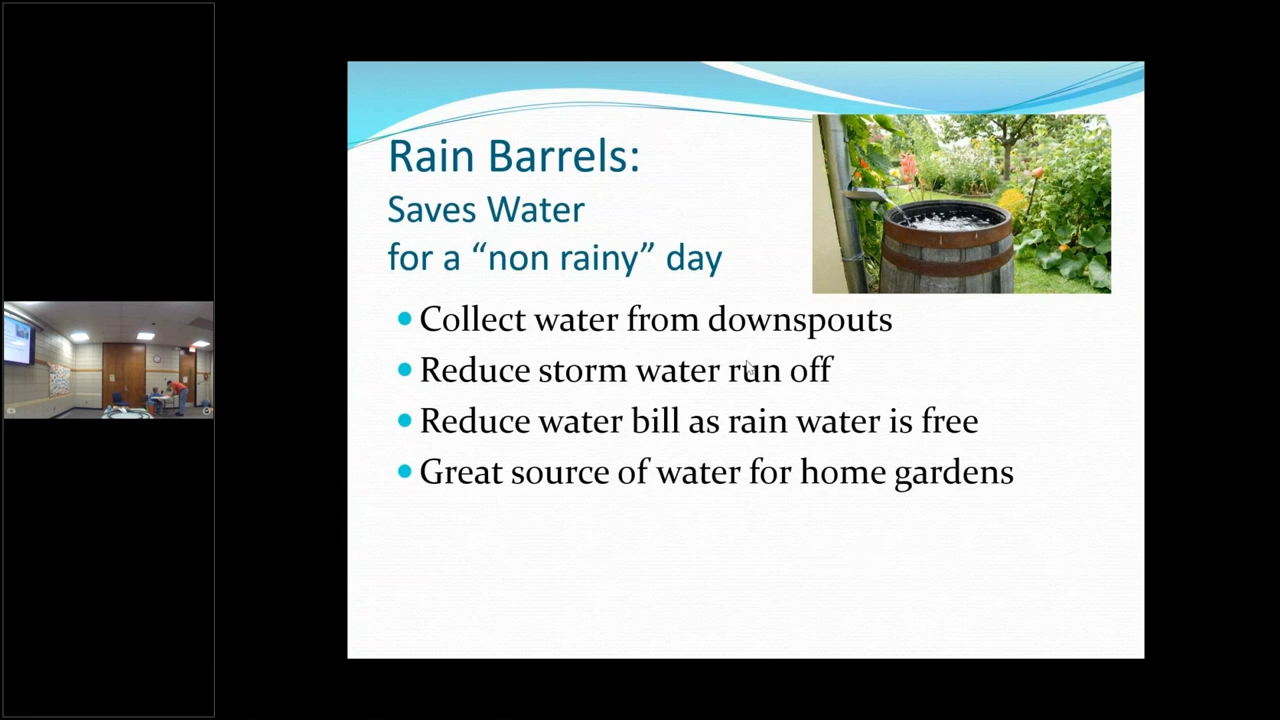 Rain Barrels:
Saves Water
for a “non rainy” day
Collect water from downspouts
Reduce storm water run off
Reduce water bill as rain water is free
Great source of water for home gardens